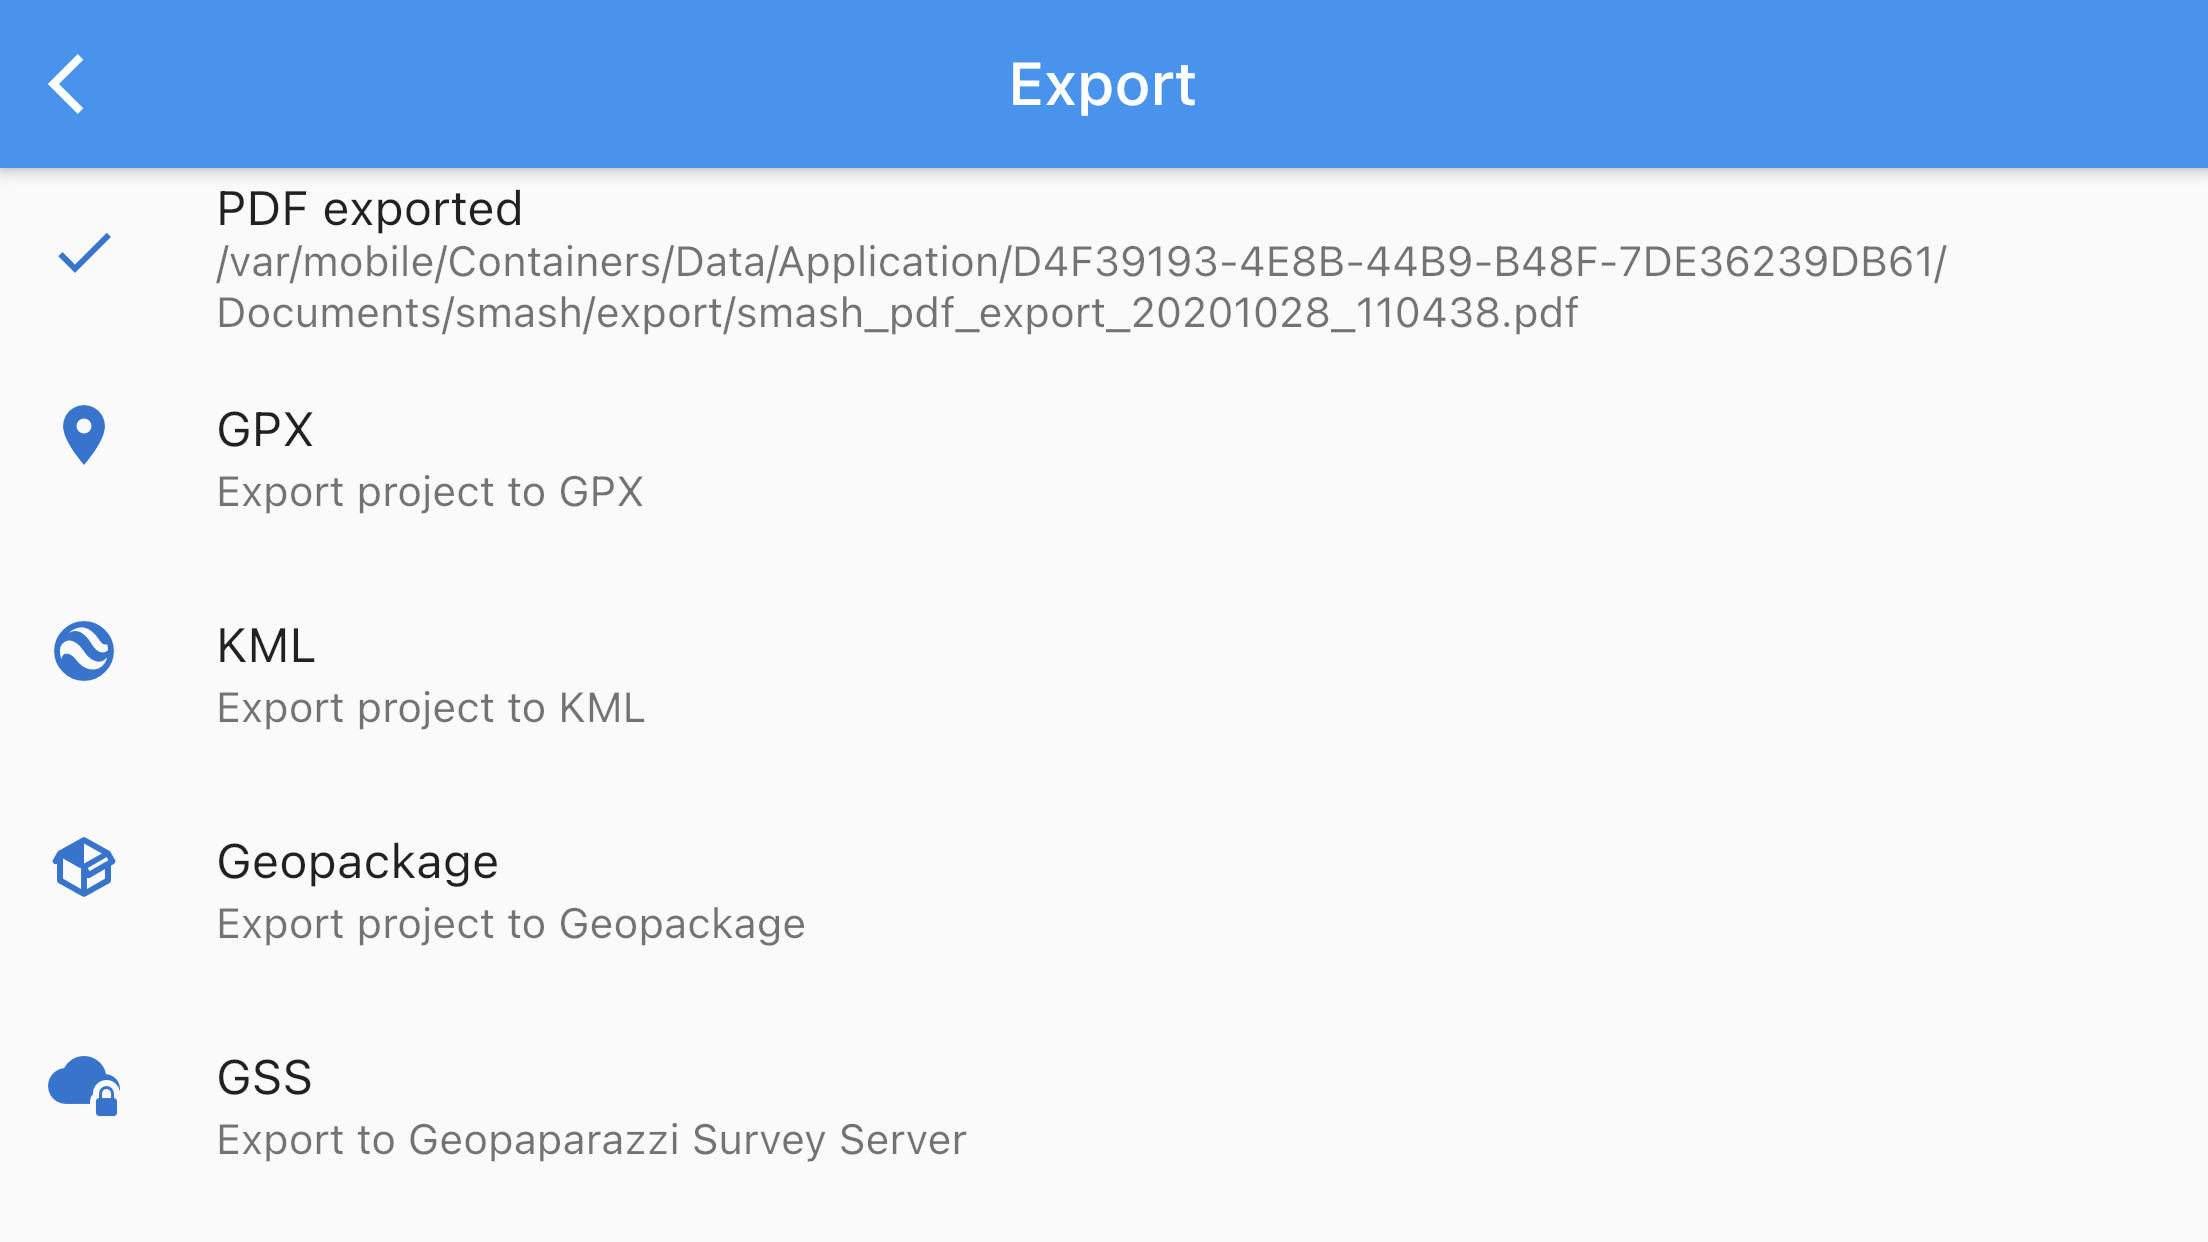 Export
PDF exported
/var/mobile/Containers/Data/Application/D4F39193-4E8B-44B9-B48F-7DE36239DB61/
Documents/smash/export/smash_pdf_export_20201028_110438.pdf
GPX
Export project to GPX
KML
Export project to KML
Geopackage
Export project to Geopackage
GSS
Export to Geopaparazzi Survey Server